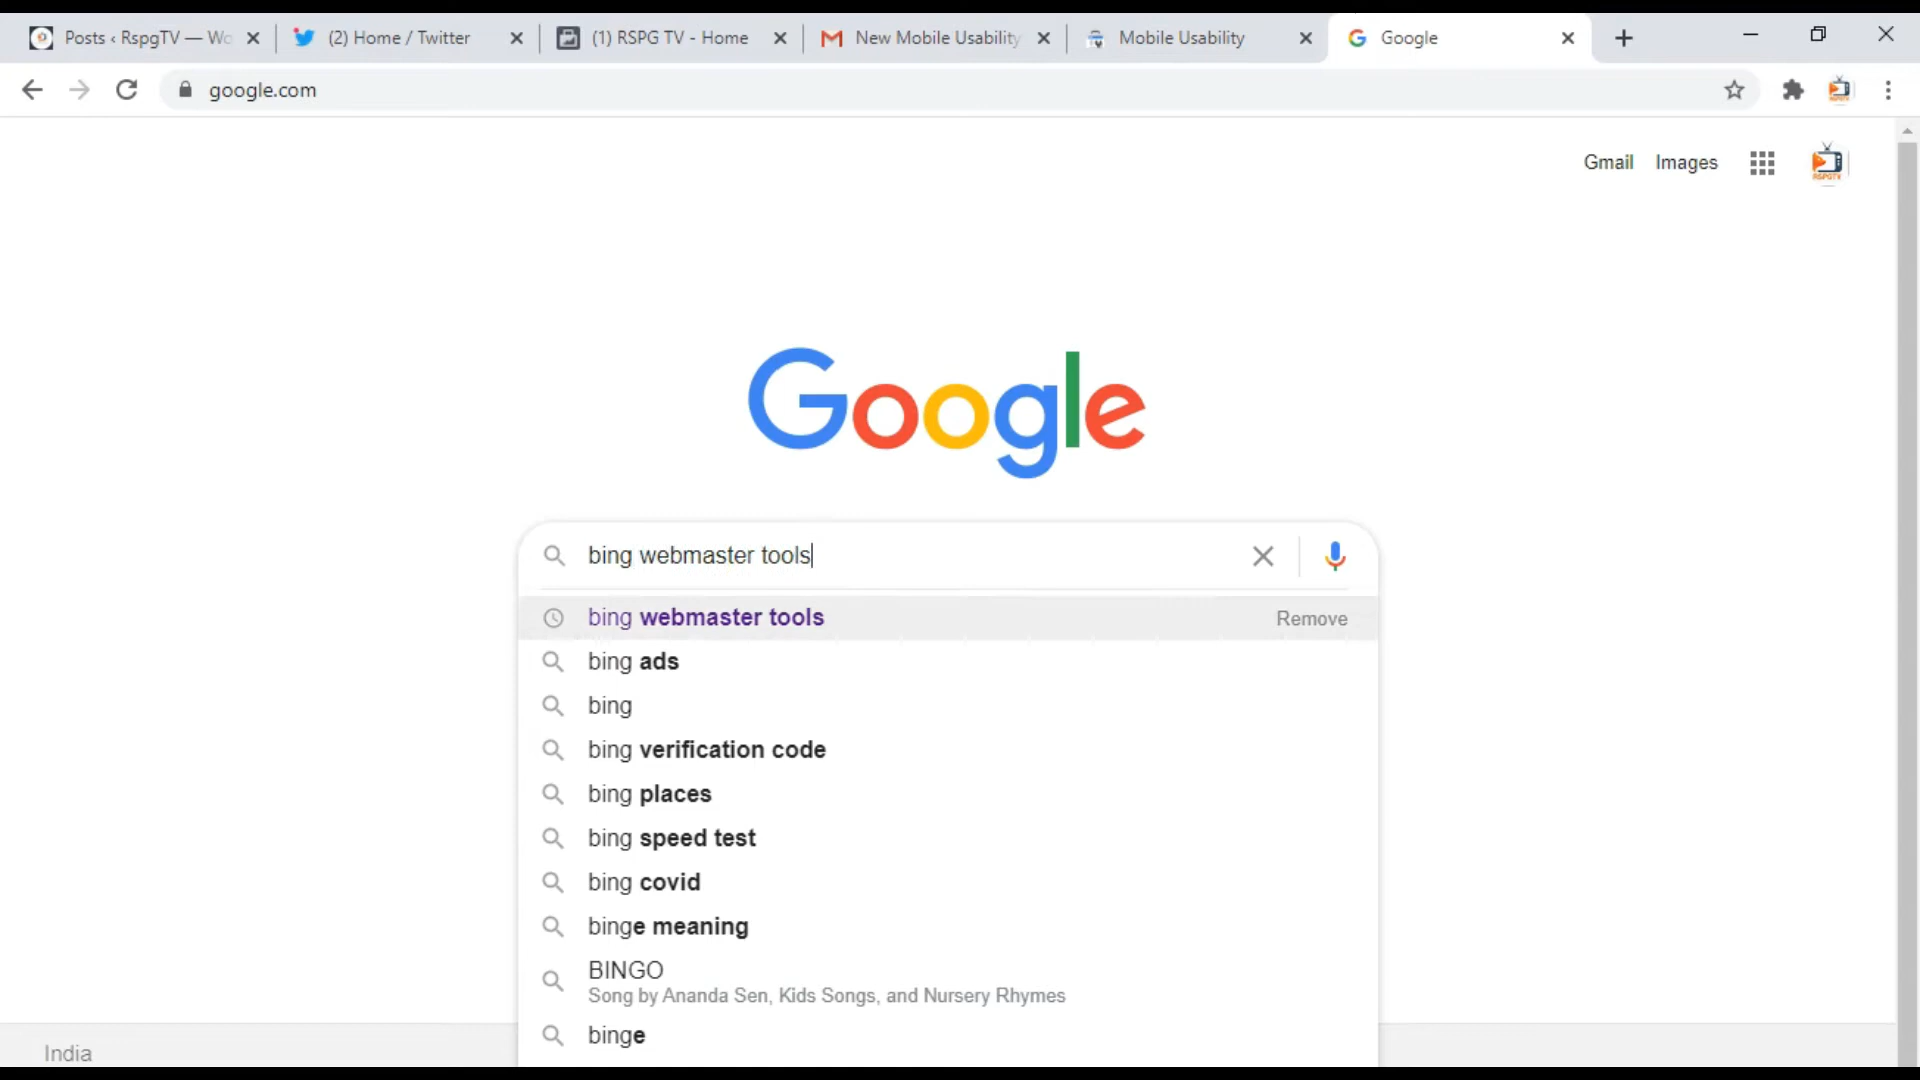 Posts ‹ RspgTV — Wo
(2) Home / Twitter
(1) RSPG TV - Home
New Mobile Usability
Mobile Usability
Google
google.com
Gmail
Images
RSPGTV
Google
bing webmaster tools
bing webmaster tools
Remove
bing ads
bing
bing verification code
bing places
bing speed test
bing covid
binge meaning
BINGO
Song by Ananda Sen, Kids Songs, and Nursery Rhymes
binge
India